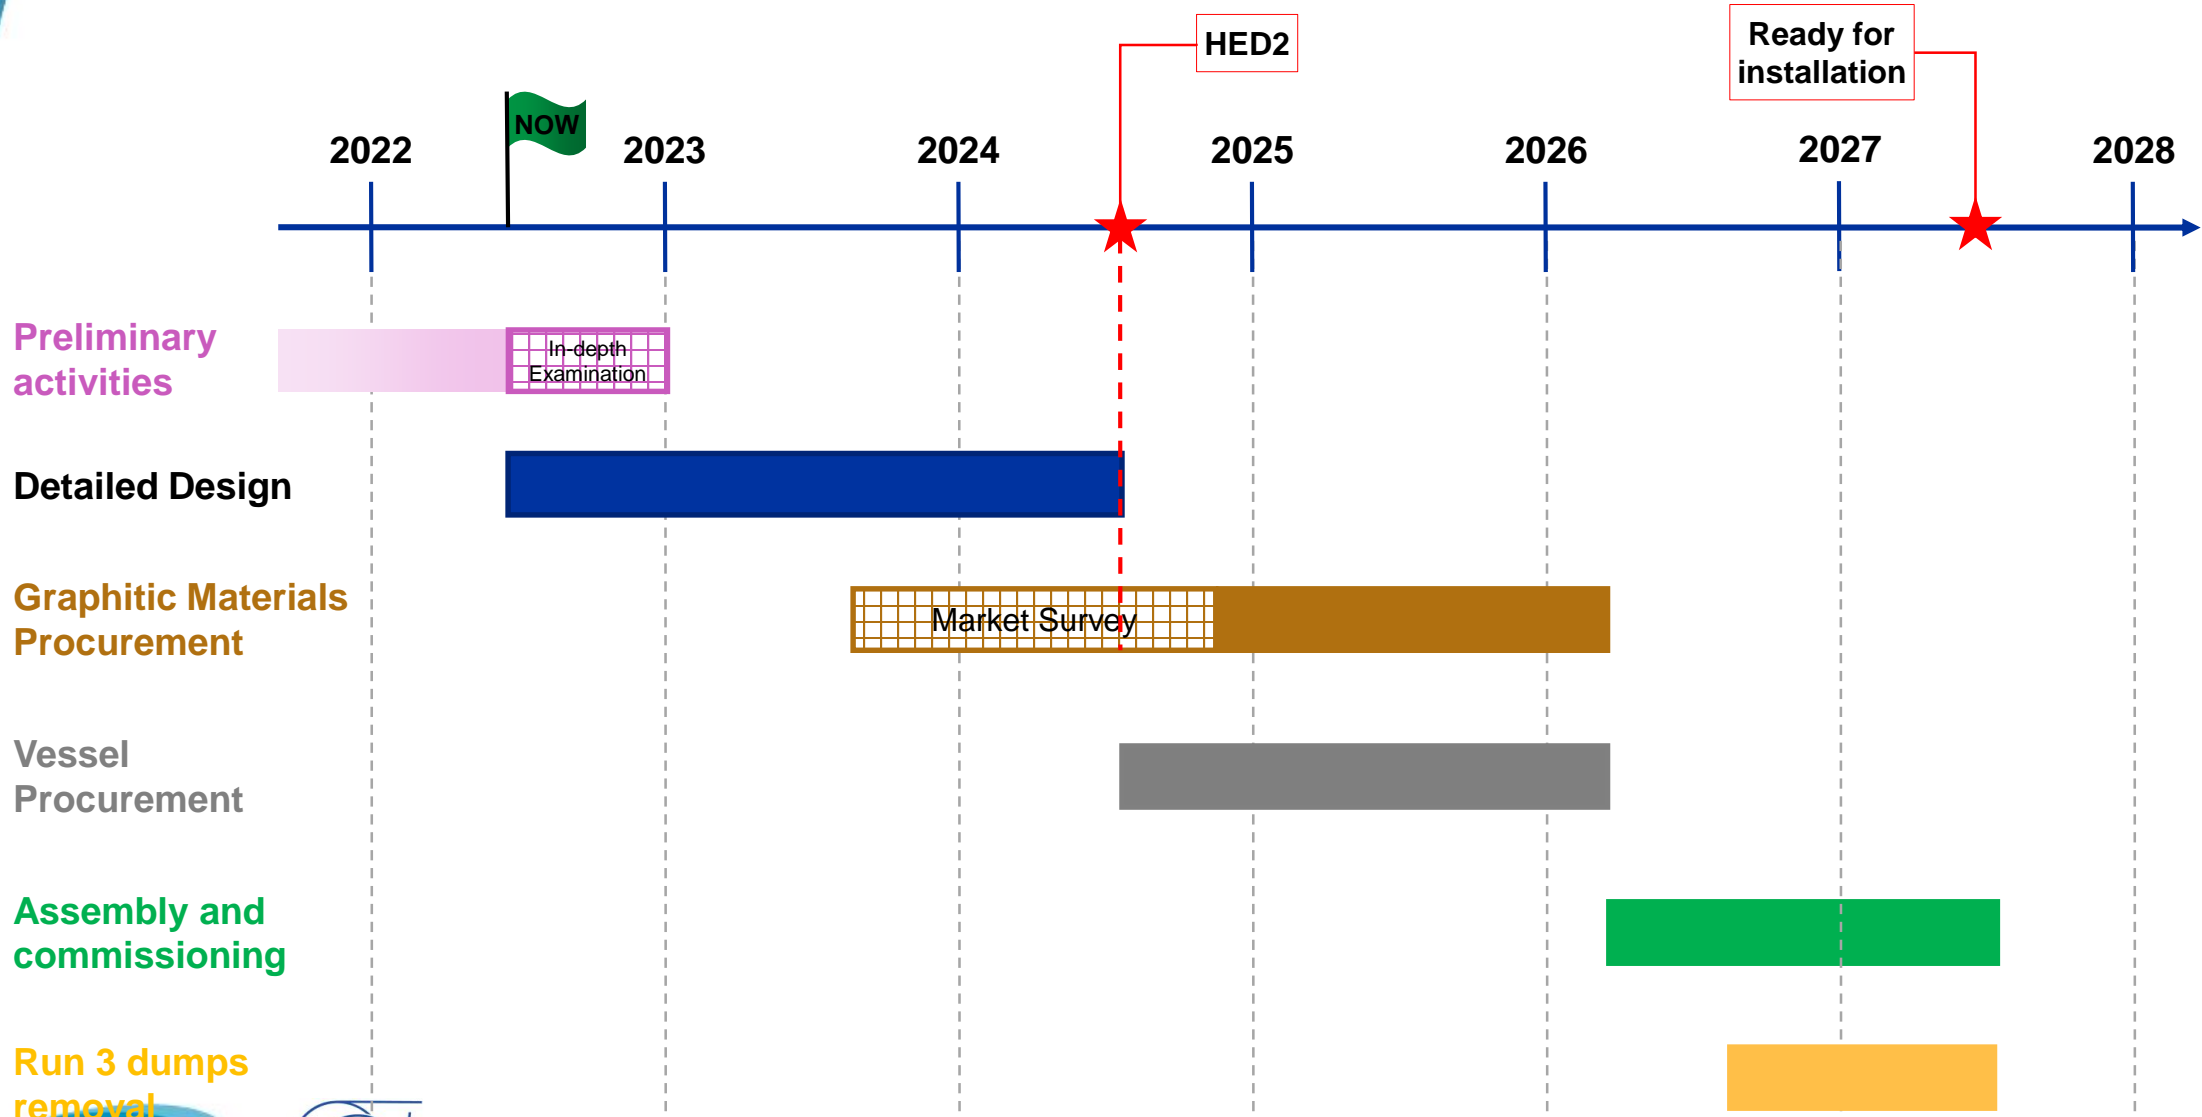 HED2
Ready for
installation
NOW
2022
2023
2024
2025
2026
2027
2028
Preliminary
activities
In-depth
Examination
Detailed Design
Graphitic Materials
Procurement
Market Survey
Vessel
Procurement
Assembly and
commissioning
Run 3 dumps
removal